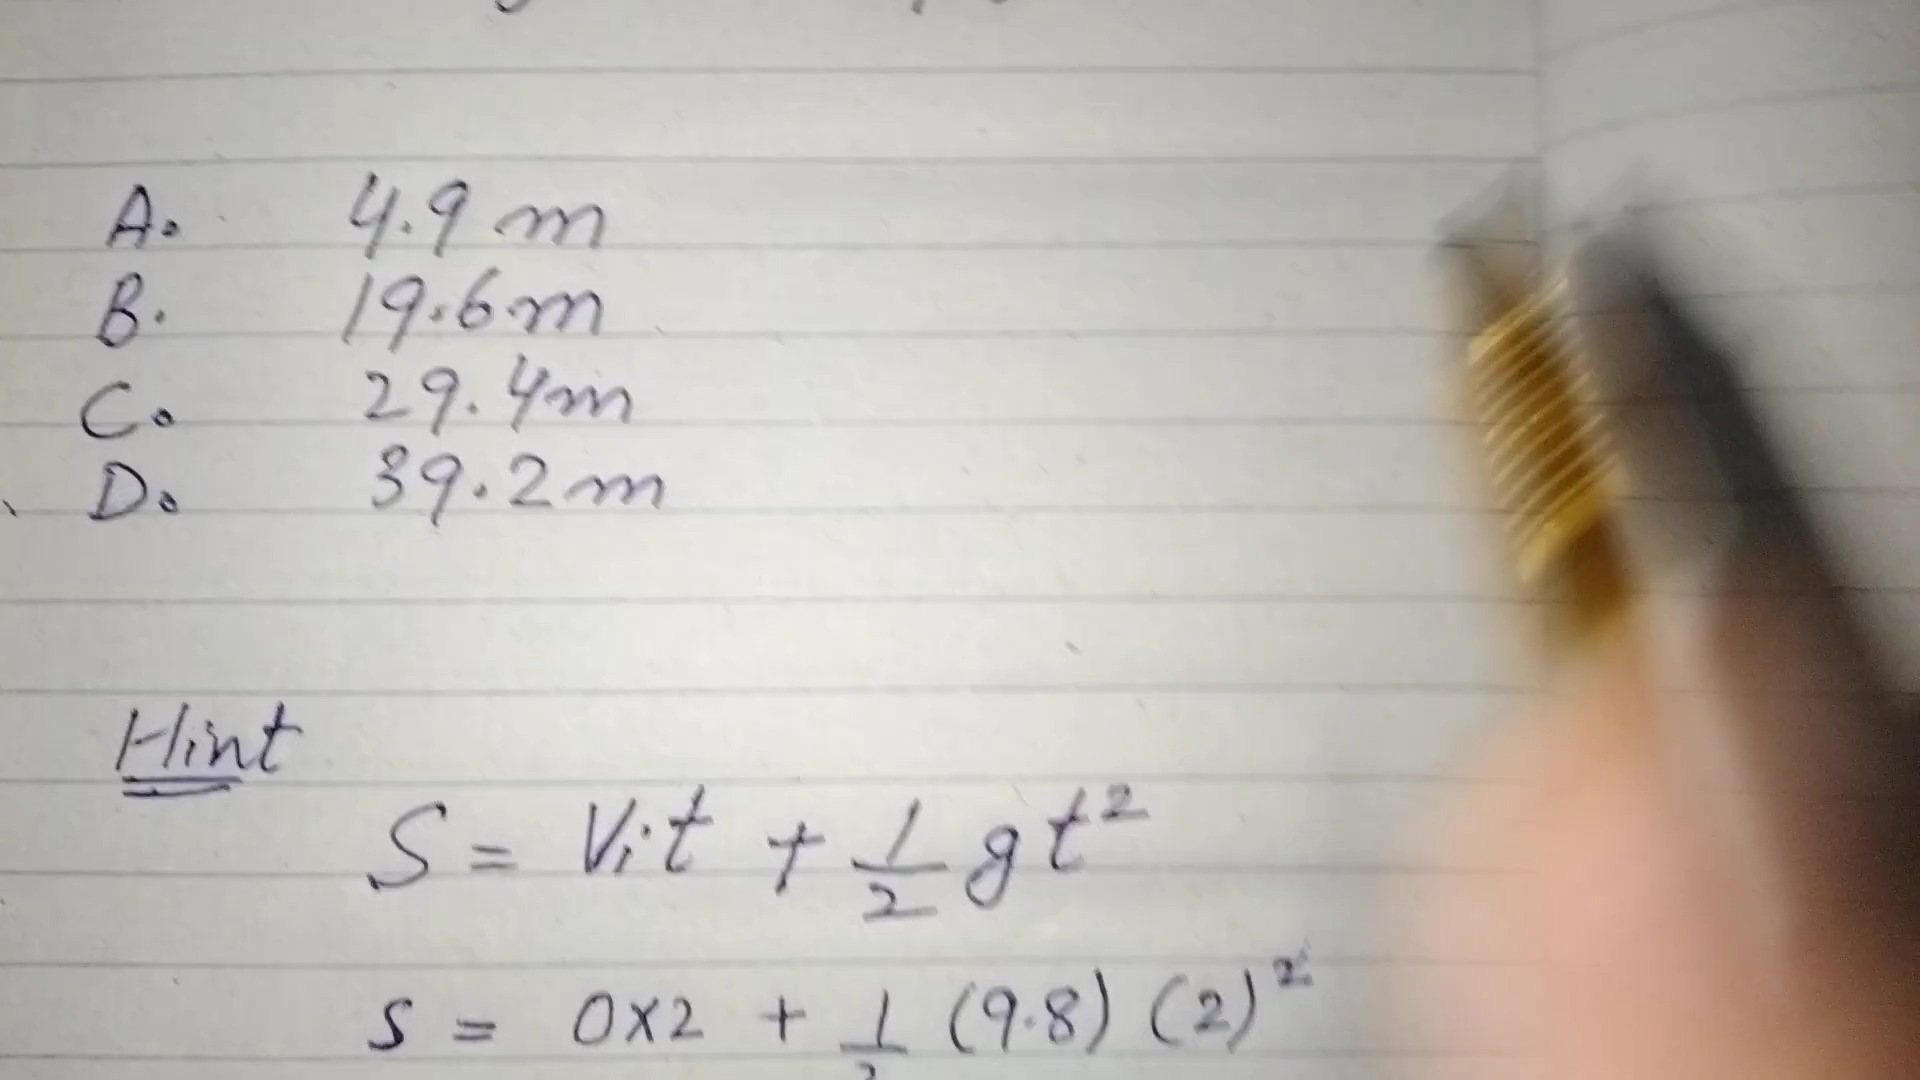 A. 4.9 m
B. 19.6 m
C. 29.4 m
D. 39.2 m
Hint
S = Vit + 1/2 gt²
S = 0x2 + 1/2 (9.8) (2)²